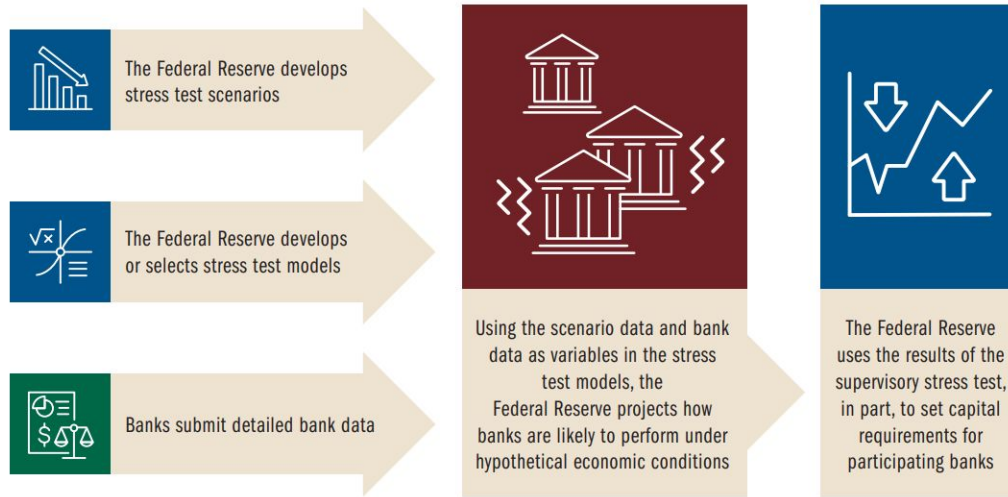 The Federal Reserve develops
stress test scenarios
√x
The Federal Reserve develops
or selects stress test models
$
Banks submit detailed bank data
Using the scenario data and bank
data as variables in the stress
test models, the
Federal Reserve projects how
banks are likely to perform under
hypothetical economic conditions
The Federal Reserve
uses the results of the
supervisory stress test,
in part, to set capital
requirements for
participating banks